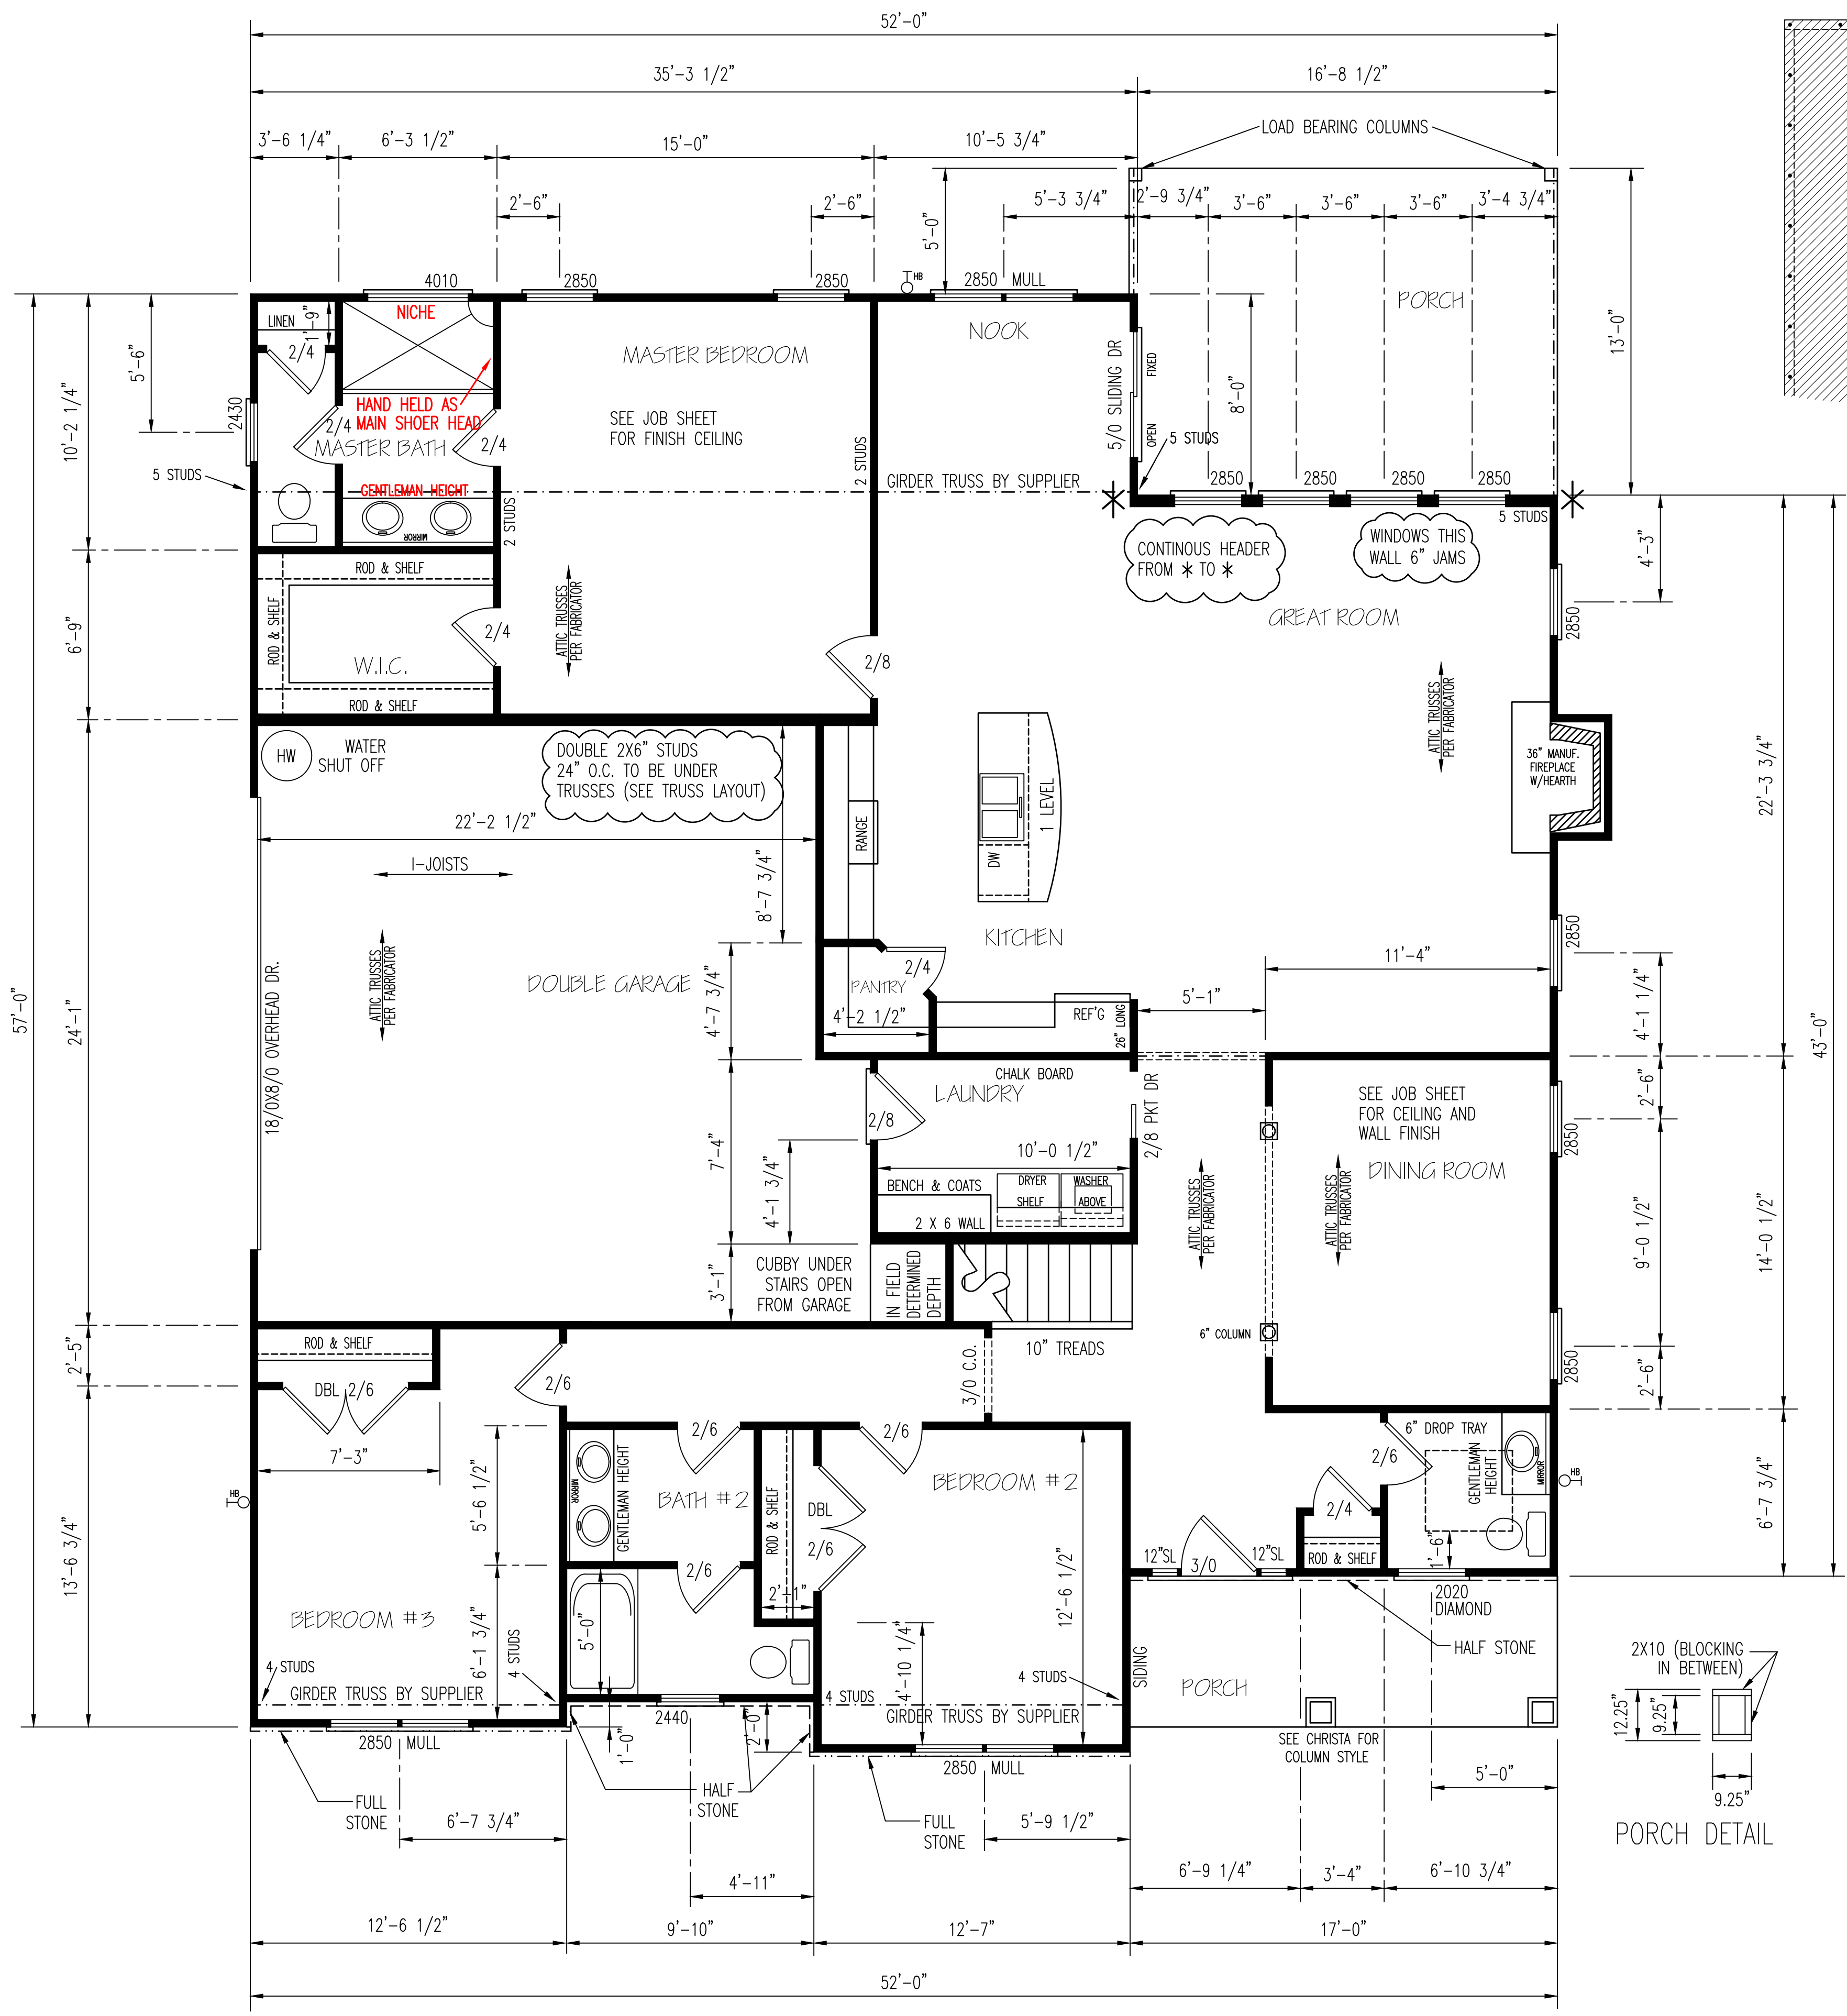 52'-0"
35'-3 1/2"
16'-8 1/2"
LOAD BEARING COLUMNS
3'-6 1/4"
6'-3 1/2"
15'-0"
10'-5 3/4"
2'-6"
2'-6"
5'-0"
5'-3 3/4"
2'-9 3/4"
3'-6"
3'-6"
3'-6"
3'-4 3/4"
4010
2850
2850
HB
2850 MULL
PORCH
13'-0"
NICHE
LINEN
1'-9"
2/4
NOOK
MASTER BEDROOM
5/0 SLIDING DR
FIXED
OPEN
8'-0"
5'-6"
10'-2 1/4"
2430
HAND HELD AS
MAIN SHOER HEAD
2/4
2/4
MASTER BATH
SEE JOB SHEET
FOR FINISH CEILING
2 STUDS
5 STUDS
5 STUDS
GENTLEMAN HEIGHT
GIRDER TRUSS BY SUPPLIER
2850
2850
2850
2850
5 STUDS
MIRROR
2 STUDS
CONTINOUS HEADER
FROM * TO *
WINDOWS THIS
WALL 6" JAMS
4'-3"
2850
ROD & SHELF
ROD & SHELF
ATTIC TRUSSES
PER FABRICATOR
GREAT ROOM
6'-9"
2/4
W.I.C.
2/8
ROD & SHELF
ATTIC TRUSSES
PER FABRICATOR
HW
WATER
SHUT OFF
DOUBLE 2X6" STUDS
24" O.C. TO BE UNDER
TRUSSES (SEE TRUSS LAYOUT)
36" MANUF.
FIREPLACE
W/HEARTH
22'-3 3/4"
22'-2 1/2"
RANGE
1 LEVEL
DW
I-JOISTS
8'-7 3/4"
KITCHEN
2850
57'-0"
24'-1"
18/0X8/0 OVERHEAD DR.
ATTIC TRUSSES
PER FABRICATOR
DOUBLE GARAGE
4'-7 3/4"
2/4
PANTRY
4'-2 1/2"
REF'G
26" LONG
5'-1"
11'-4"
4'-1 1/4"
43'-0"
CHALK BOARD
LAUNDRY
2/8
2/8 PKT DR
SEE JOB SHEET
FOR CEILING AND
WALL FINISH
2'-6"
2850
7'-4"
4'-1 3/4"
10'-0 1/2"
BENCH & COATS
2 X 6 WALL
DRYER
SHELF
WASHER
ABOVE
ATTIC TRUSSES
PER FABRICATOR
ATTIC TRUSSES
PER FABRICATOR
DINING ROOM
9'-0 1/2"
14'-0 1/2"
3'-1"
CUBBY UNDER
STAIRS OPEN
FROM GARAGE
IN FIELD
DETERMINED
DEPTH
10" TREADS
6" COLUMN
2850
2'-6"
2'-5"
ROD & SHELF
DBL 2/6
2/6
3/0 C.O.
7'-3"
5'-6 1/2"
2/6
2/6
GENTLEMAN HEIGHT
MIRROR
BATH #2
ROD & SHELF
DBL
2/6
BEDROOM #2
6" DROP TRAY
2/6
GENTLEMAN
HEIGHT
MIRROR
HB
HB
6'-7 3/4"
13'-6 3/4"
2/6
2'-1"
12'-6 1/2"
2/4
ROD & SHELF
1'-6"
12"SL
3/0
12"SL
BEDROOM #3
6'-1 3/4"
5'-0"
4'-10 1/4"
2020
DIAMOND
HALF STONE
4 STUDS
4 STUDS
4 STUDS
4 STUDS
GIRDER TRUSS BY SUPPLIER
GIRDER TRUSS BY SUPPLIER
SIDING
PORCH
2850 MULL
2440
1'-0"
2'-0"
2850 MULL
SEE CHRISTA FOR
COLUMN STYLE
2X10 (BLOCKING
IN BETWEEN)
12.25"
9.25"
9.25"
PORCH DETAIL
FULL
STONE
HALF
STONE
FULL
STONE
6'-7 3/4"
4'-11"
5'-9 1/2"
5'-0"
6'-9 1/4"
3'-4"
6'-10 3/4"
12'-6 1/2"
9'-10"
12'-7"
17'-0"
52'-0"